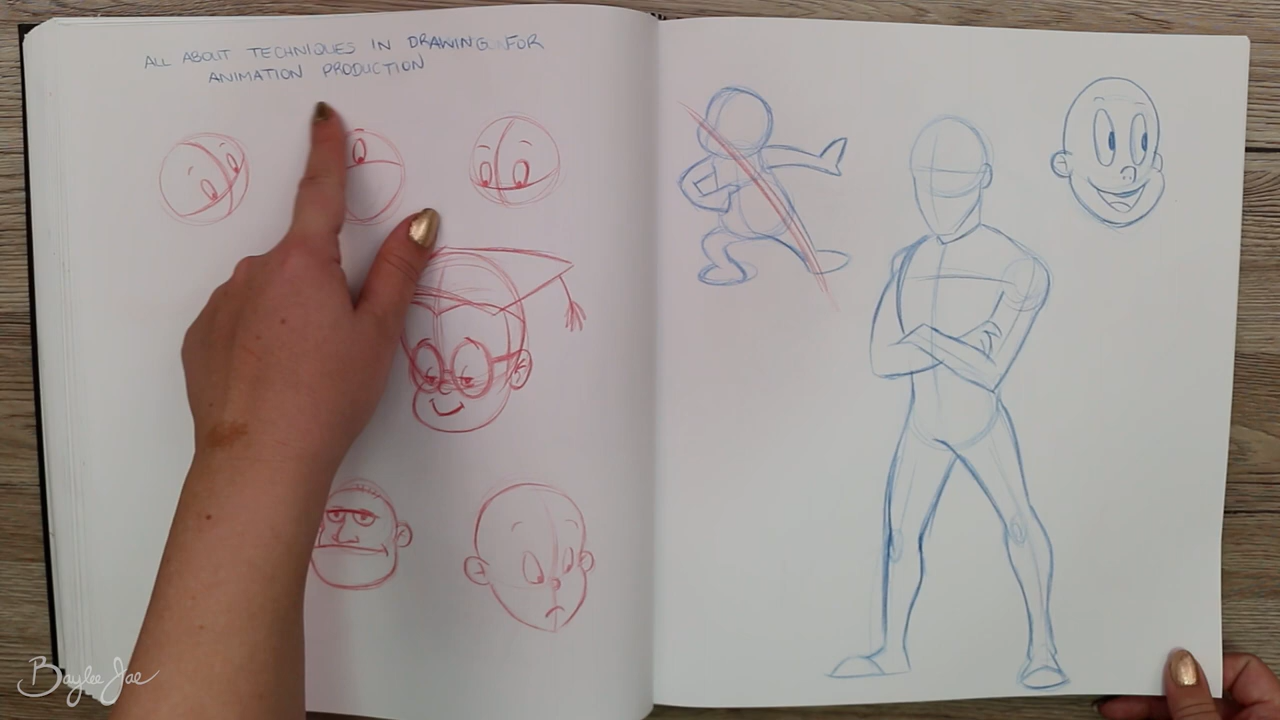 ALL ABOUT TECHNIQUES IN DRAWING FOR
ANIMATION PRODUCTION
Baylee Jae